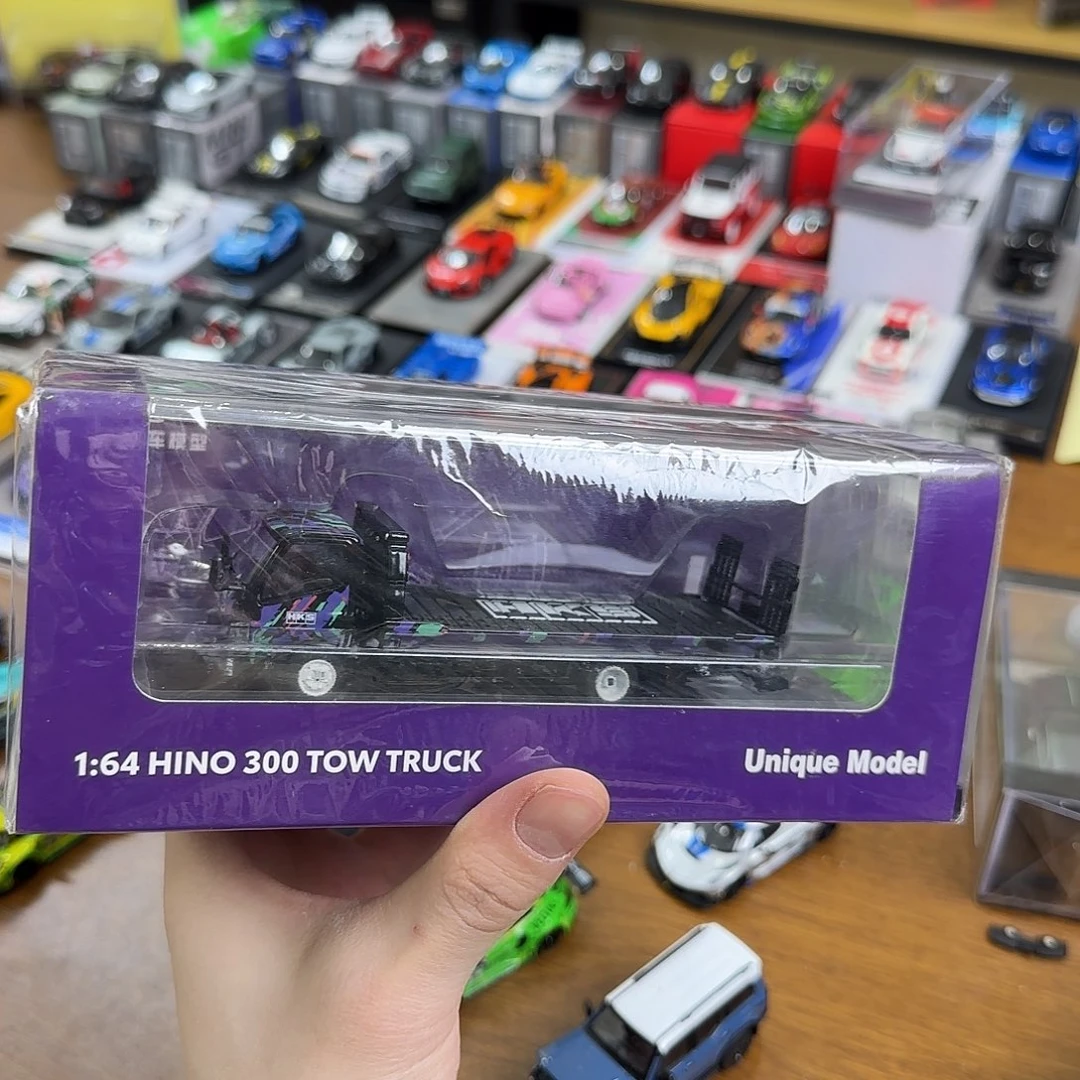 车模型
HKS
HKS
1:64 HINO 300 TOW TRUCK
Unique Model